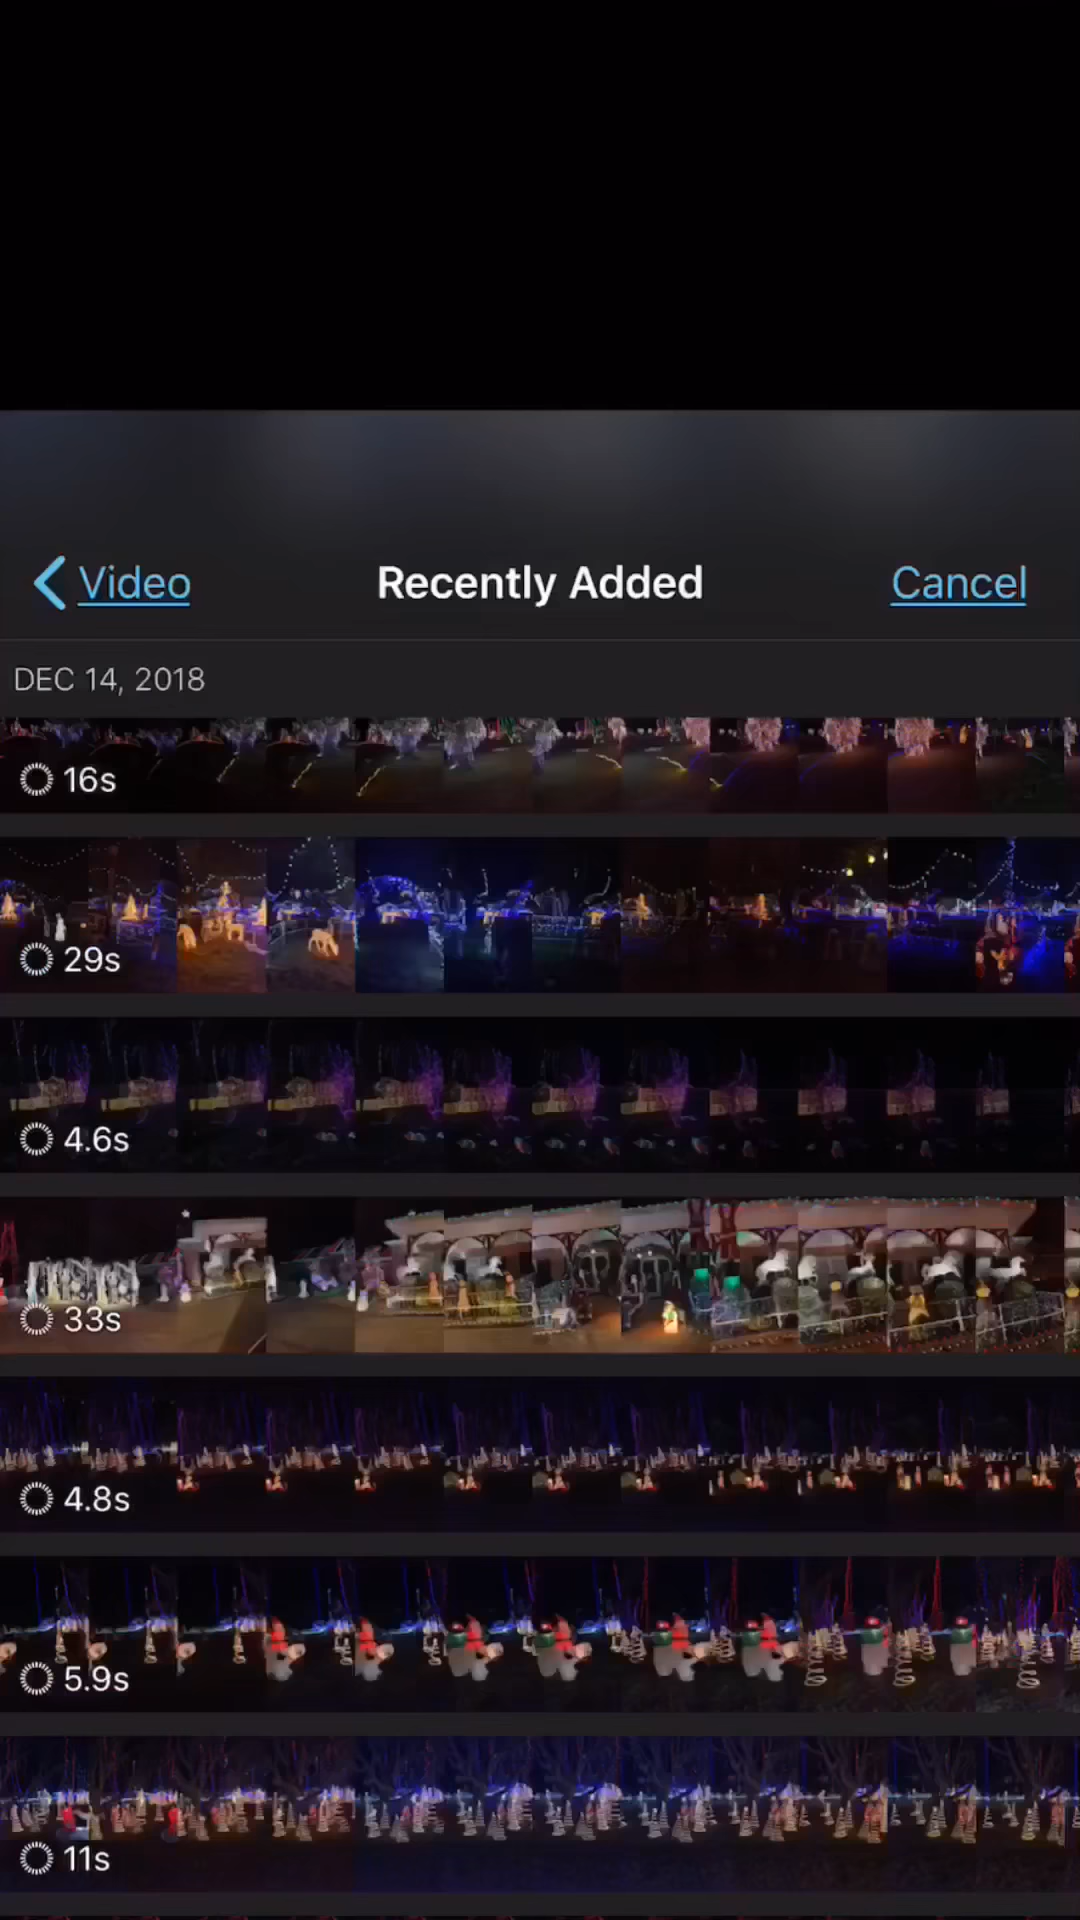 Video
Recently Added
Cancel
DEC 14, 2018
16s
29s
4.6s
33s
4.8s
5.9s
11s